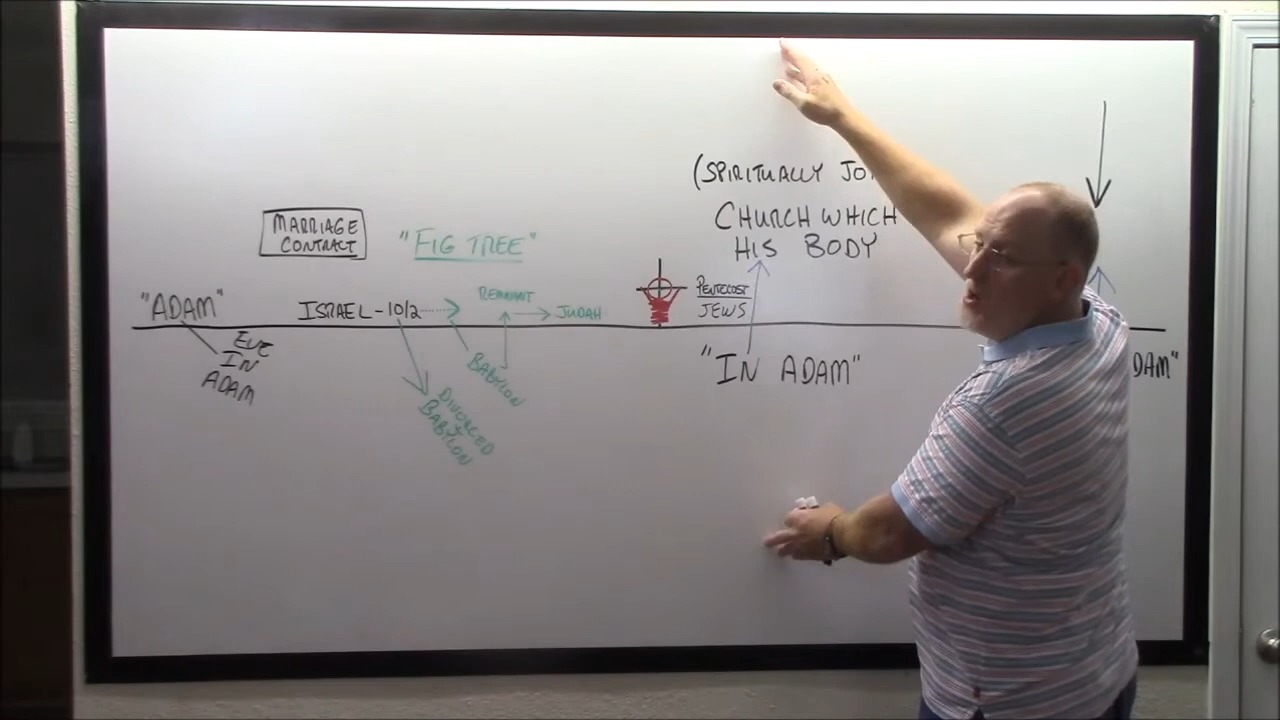 (SPIRITUALLY
CHURCH WHICH
HIS BODY
MARRIAGE
CONTRACT
"FIG TREE"
"ADAM"
EVE
IN
ADAM
ISRAEL - 10/2
REMNANT
JUDAH
BABYLON
DIVORCED
BABYLON
PENTECOST
JEWS
"IN ADAM"
DAM"